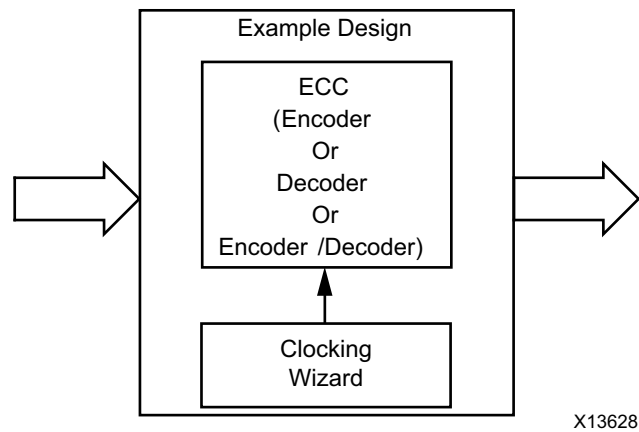 Example Design
ECC
(Encoder
Or
Decoder
Or
Encoder /Decoder)
Clocking
Wizard
X13628